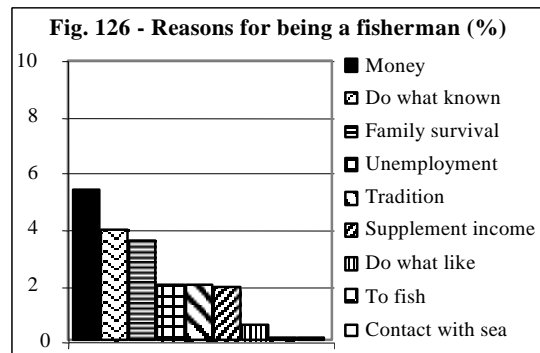 Fig. 126 - Reasons for being a fisherman (%)
10
8
6
4
2
0
Money
Do what known
Family survival
Unemployment
Tradition
Supplement income
Do what like
To fish
Contact with sea